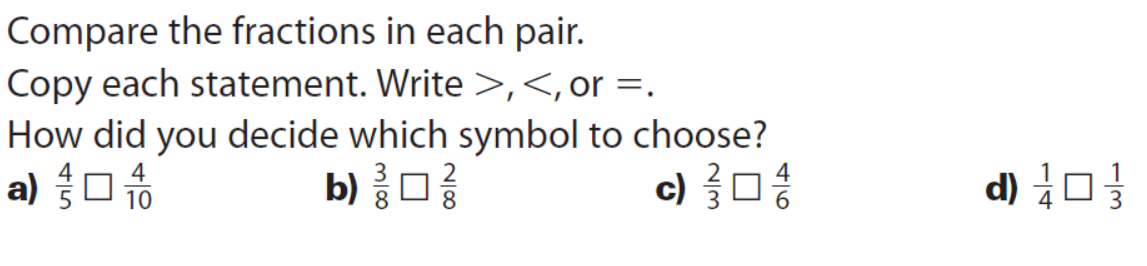 Compare the fractions in each pair.
Copy each statement. Write >, <, or =.
How did you decide which symbol to choose?
a) 4/5 □ 4/10 b) 3/8 □ 2/8 c) 2/3 □ 4/6 d) 1/4 □ 1/3